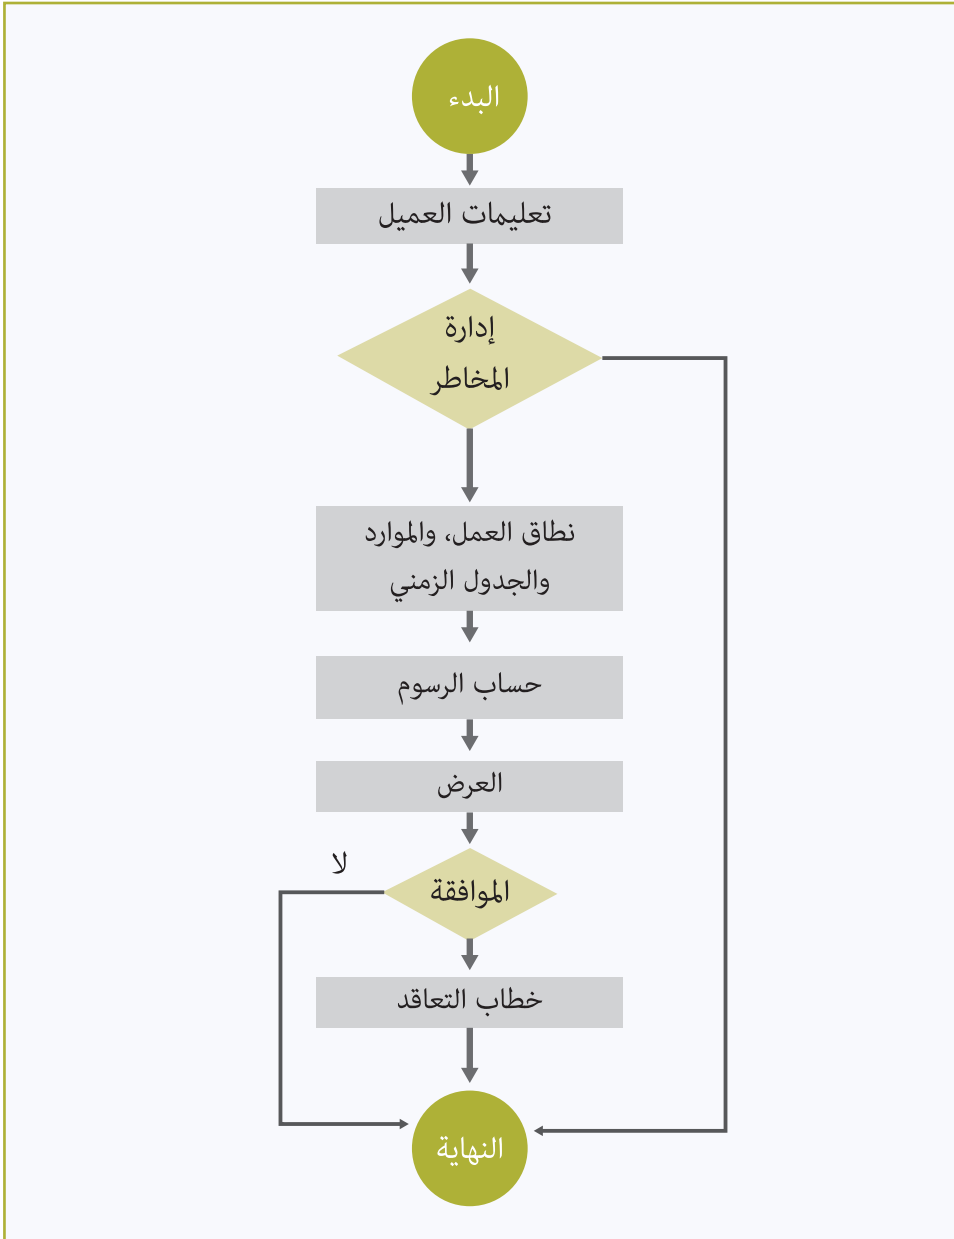 البدء
تعليمات العميل
إدارة
المخاطر
نطاق العمل، والموارد
والجدول الزمني
حساب الرسوم
العرض
لا
الموافقة
خطاب التعاقد
النهاية